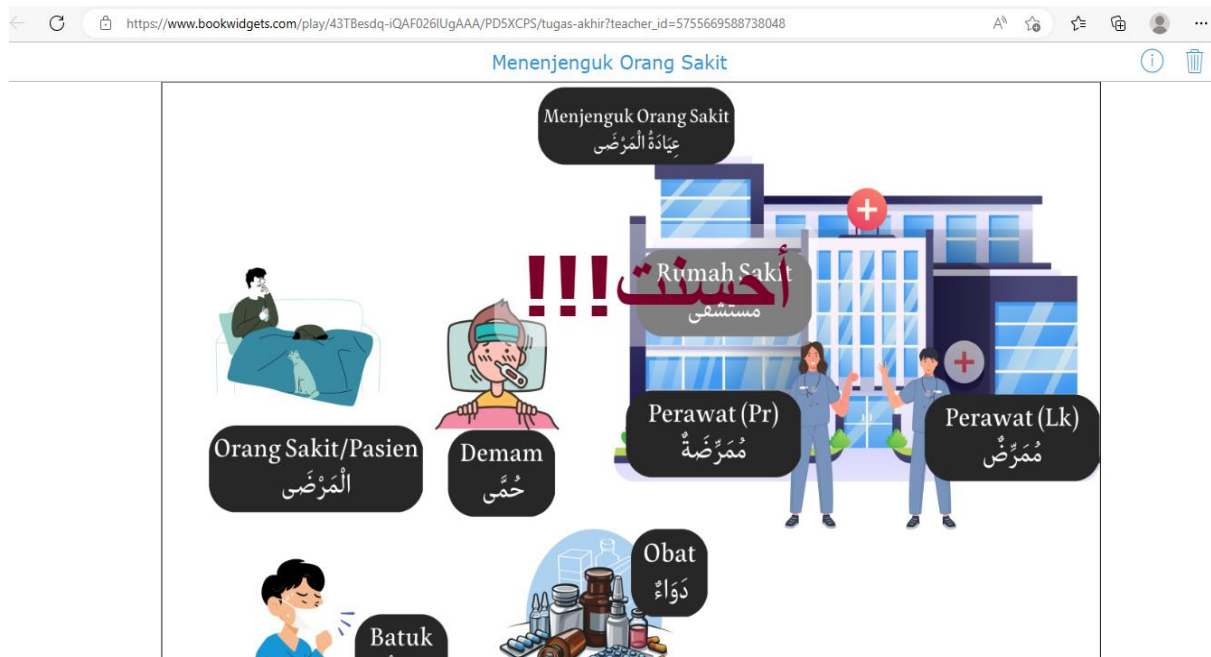 https://www.bookwidgets.com/play/43TBesdq-iQAF026IUgAAA/PD5XCPS/tugas-akhir?teacher_id=5755669588738048
Menenjenguk Orang Sakit
Menjenguk Orang Sakit
عِيَادَةُ الْمَرْضَى
Rumah Sakit
مستشفى
أحسنت!!!
Perawat (Pr)
مُمَرِّضَةٌ
Perawat (Lk)
مُمَرِّضٌ
Orang Sakit/Pasien
الْمَرْضَى
Demam
حُمَّى
Obat
دَوَاءٌ
Batuk